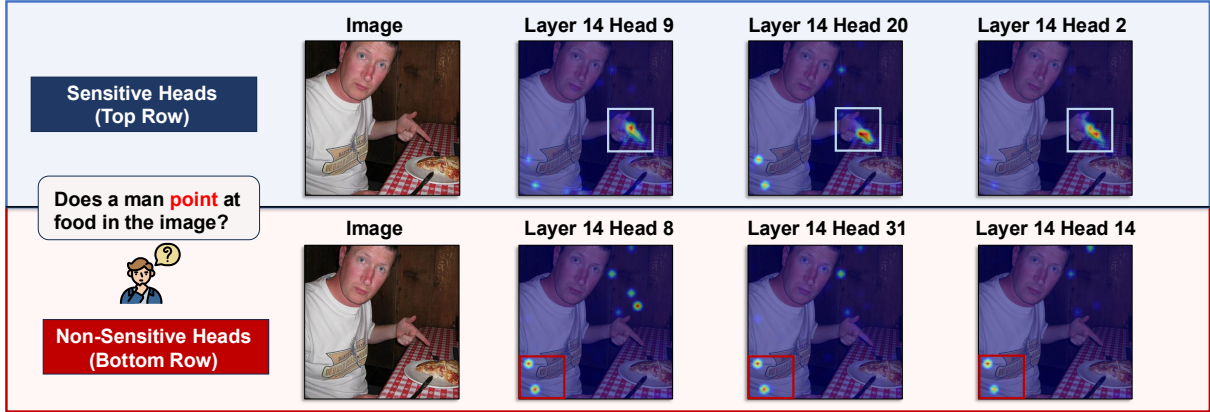 Image
Layer 14 Head 9
Layer 14 Head 20
Layer 14 Head 2
Sensitive Heads
(Top Row)
Does a man point at
food in the image?
?
Image
Layer 14 Head 8
Layer 14 Head 31
Layer 14 Head 14
Non-Sensitive Heads
(Bottom Row)